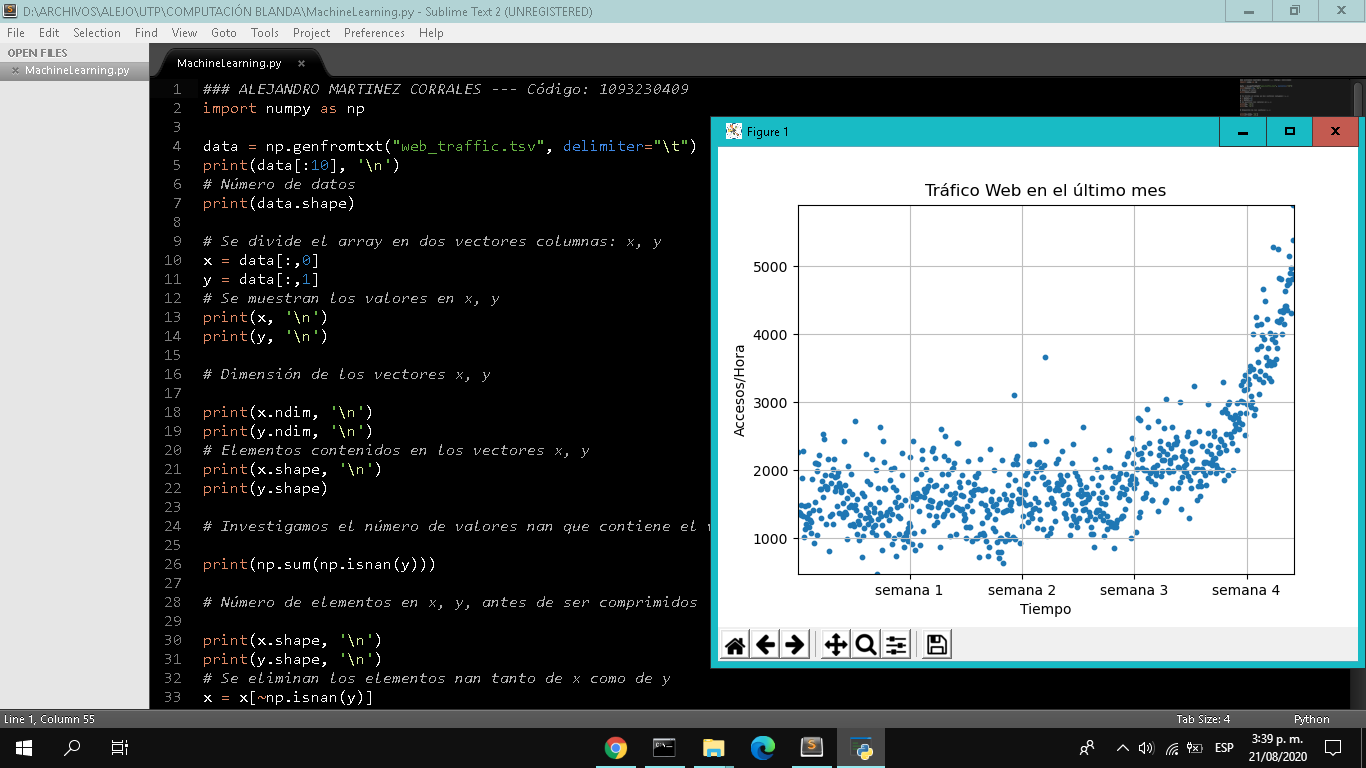 D:\ARCHIVOS\ALEJO\UTP\COMPUTACIÓN BLANDA\MachineLearning.py - Sublime Text 2 (UNREGISTERED)
File Edit Selection Find View Goto Tools Project Preferences Help
OPEN FILES
MachineLearning.py
MachineLearning.py
1 ### ALEJANDRO MARTINEZ CORRALES --- Código: 1093230409
2 import numpy as np
3
4 data = np.genfromtxt("web_traffic.tsv", delimiter="\t")
5 print(data[:10], '\n')
6 # Número de datos
7 print(data.shape)
8
9 # Se divide el array en dos vectores columnas: x, y
10 x = data[:,0]
11 y = data[:,1]
12 # Se muestran los valores en x, y
13 print(x, '\n')
14 print(y, '\n')
15
16 # Dimensión de los vectores x, y
17
18 print(x.ndim, '\n')
19 print(y.ndim, '\n')
20 # Elementos contenidos en los vectores x, y
21 print(x.shape, '\n')
22 print(y.shape)
23
24 # Investigamos el número de valores nan que contiene el
25
26 print(np.sum(np.isnan(y)))
27
28 # Número de elementos en x, y, antes de ser comprimidos
29
30 print(x.shape, '\n')
31 print(y.shape, '\n')
32 # Se eliminan los elementos nan tanto de x como de y
33 x = x[~np.isnan(y)]
Figure 1
Tráfico Web en el último mes
Accesos/Hora
5000
4000
3000
2000
1000
semana 1 semana 2 semana 3 semana 4
Tiempo
Line 1, Column 55
Tab Size: 4
Python
ESP
3:39 p. m.
21/08/2020